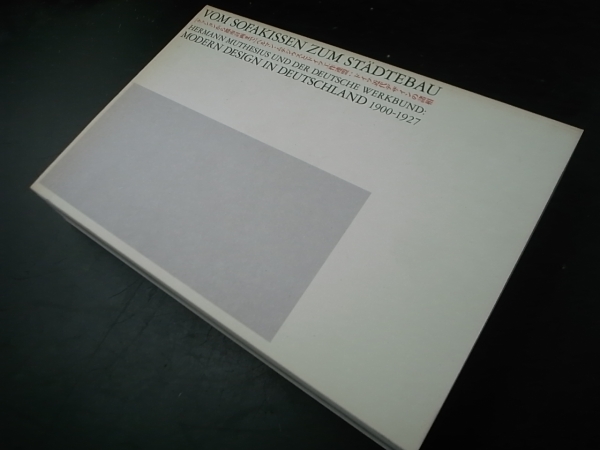 VOM SOFAKISSEN ZUM STÄDTEBAU
HERMANN MUTHESIUS UND DER DEUTSCHE WERKBUND:
MODERN DESIGN IN DEUTSCHLAND 1900-1927